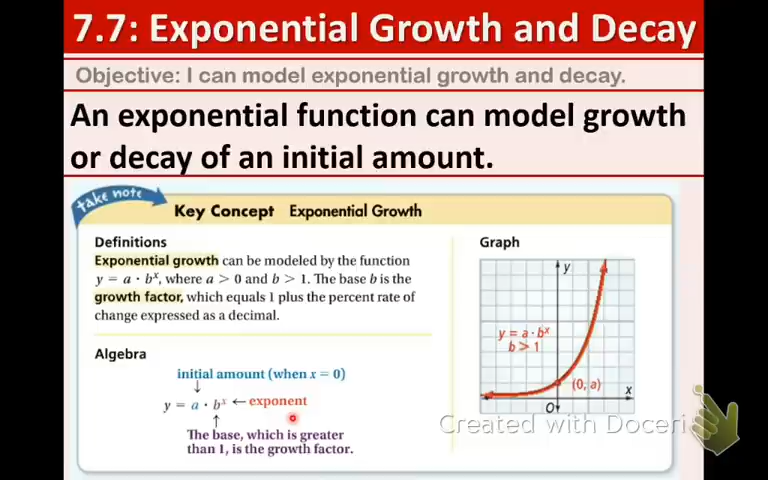 7.7: Exponential Growth and Decay
Objective: I can model exponential growth and decay.
An exponential function can model growth
or decay of an initial amount.
take note
Key Concept Exponential Growth
Definitions
Exponential growth can be modeled by the function
y = a · bˣ, where a > 0 and b > 1. The base b is the
growth factor, which equals 1 plus the percent rate of
change expressed as a decimal.
Algebra
initial amount (when x = 0)
↓
y = a · bˣ ← exponent
↑
The base, which is greater
than 1, is the growth factor.
Graph
y
y = a · bˣ
b > 1
(0, a)
x
O
Created with Doceri